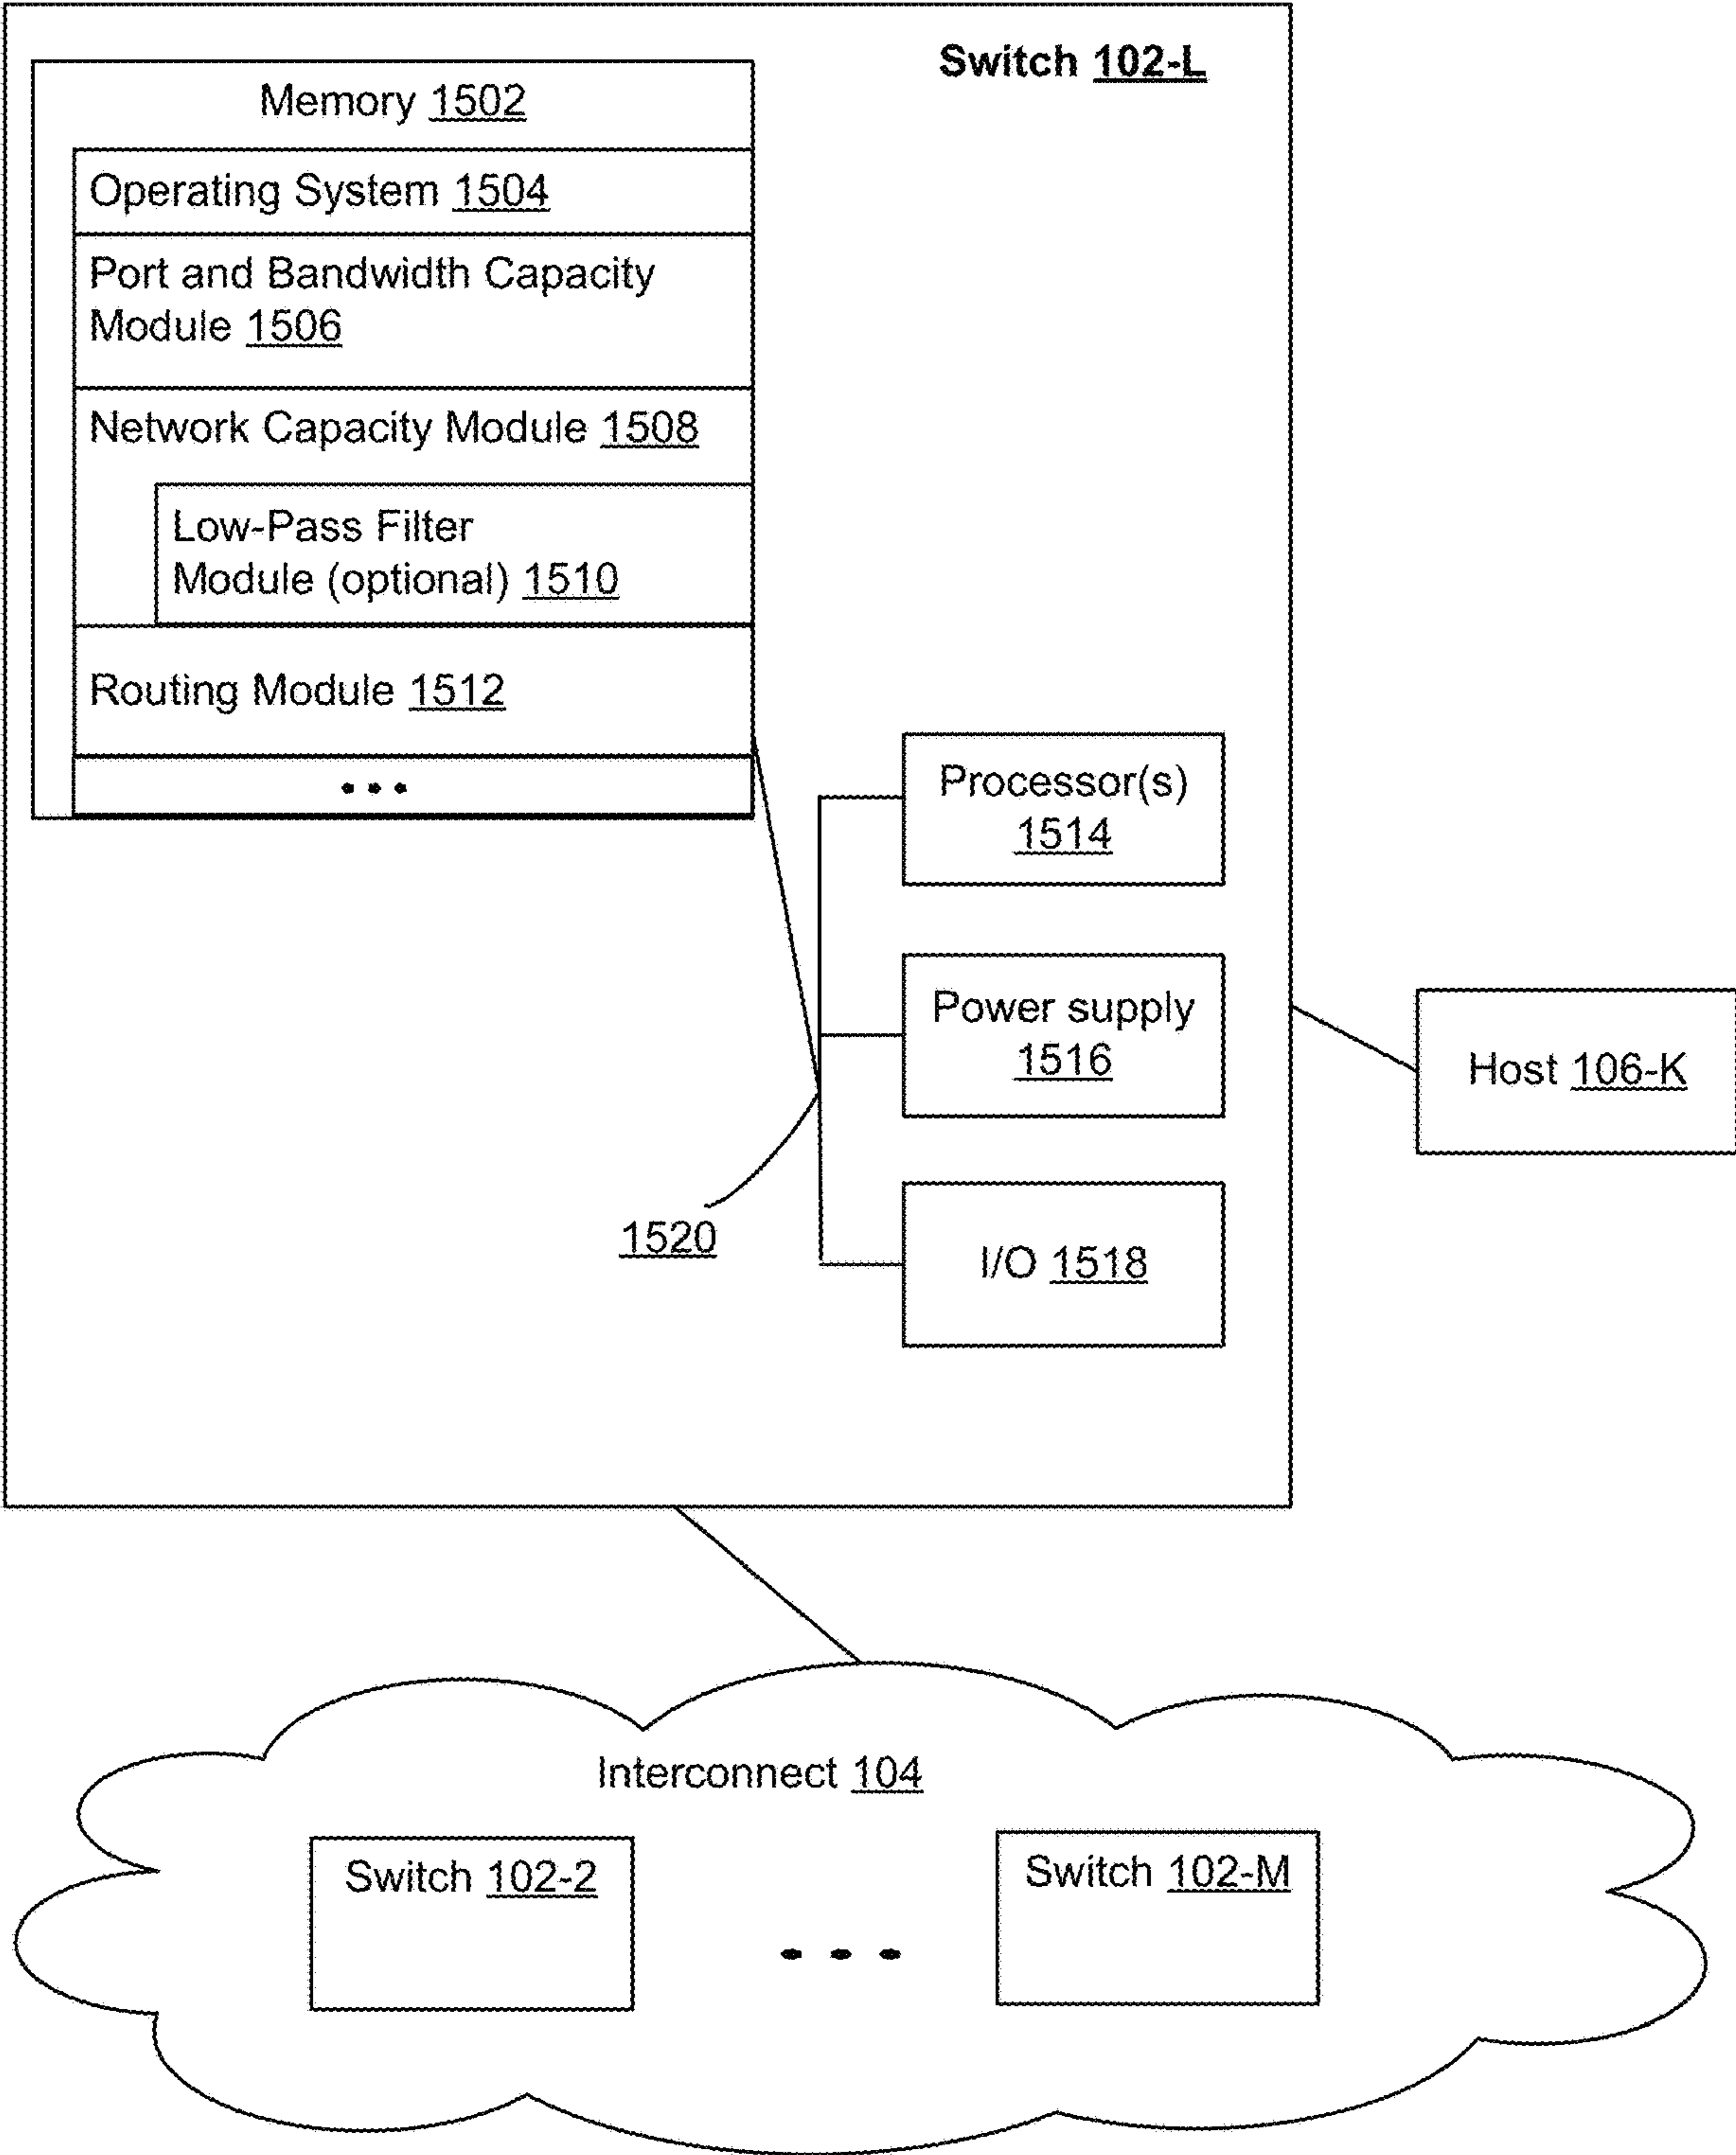 Switch 102-L
Memory 1502
Operating System 1504
Port and Bandwidth Capacity
Module 1506
Network Capacity Module 1508
Low-Pass Filter
Module (optional) 1510
Routing Module 1512
...
Processor(s)
1514
Power supply
1516
I/O 1518
1520
Host 106-K
Interconnect 104
Switch 102-2
Switch 102-M
...